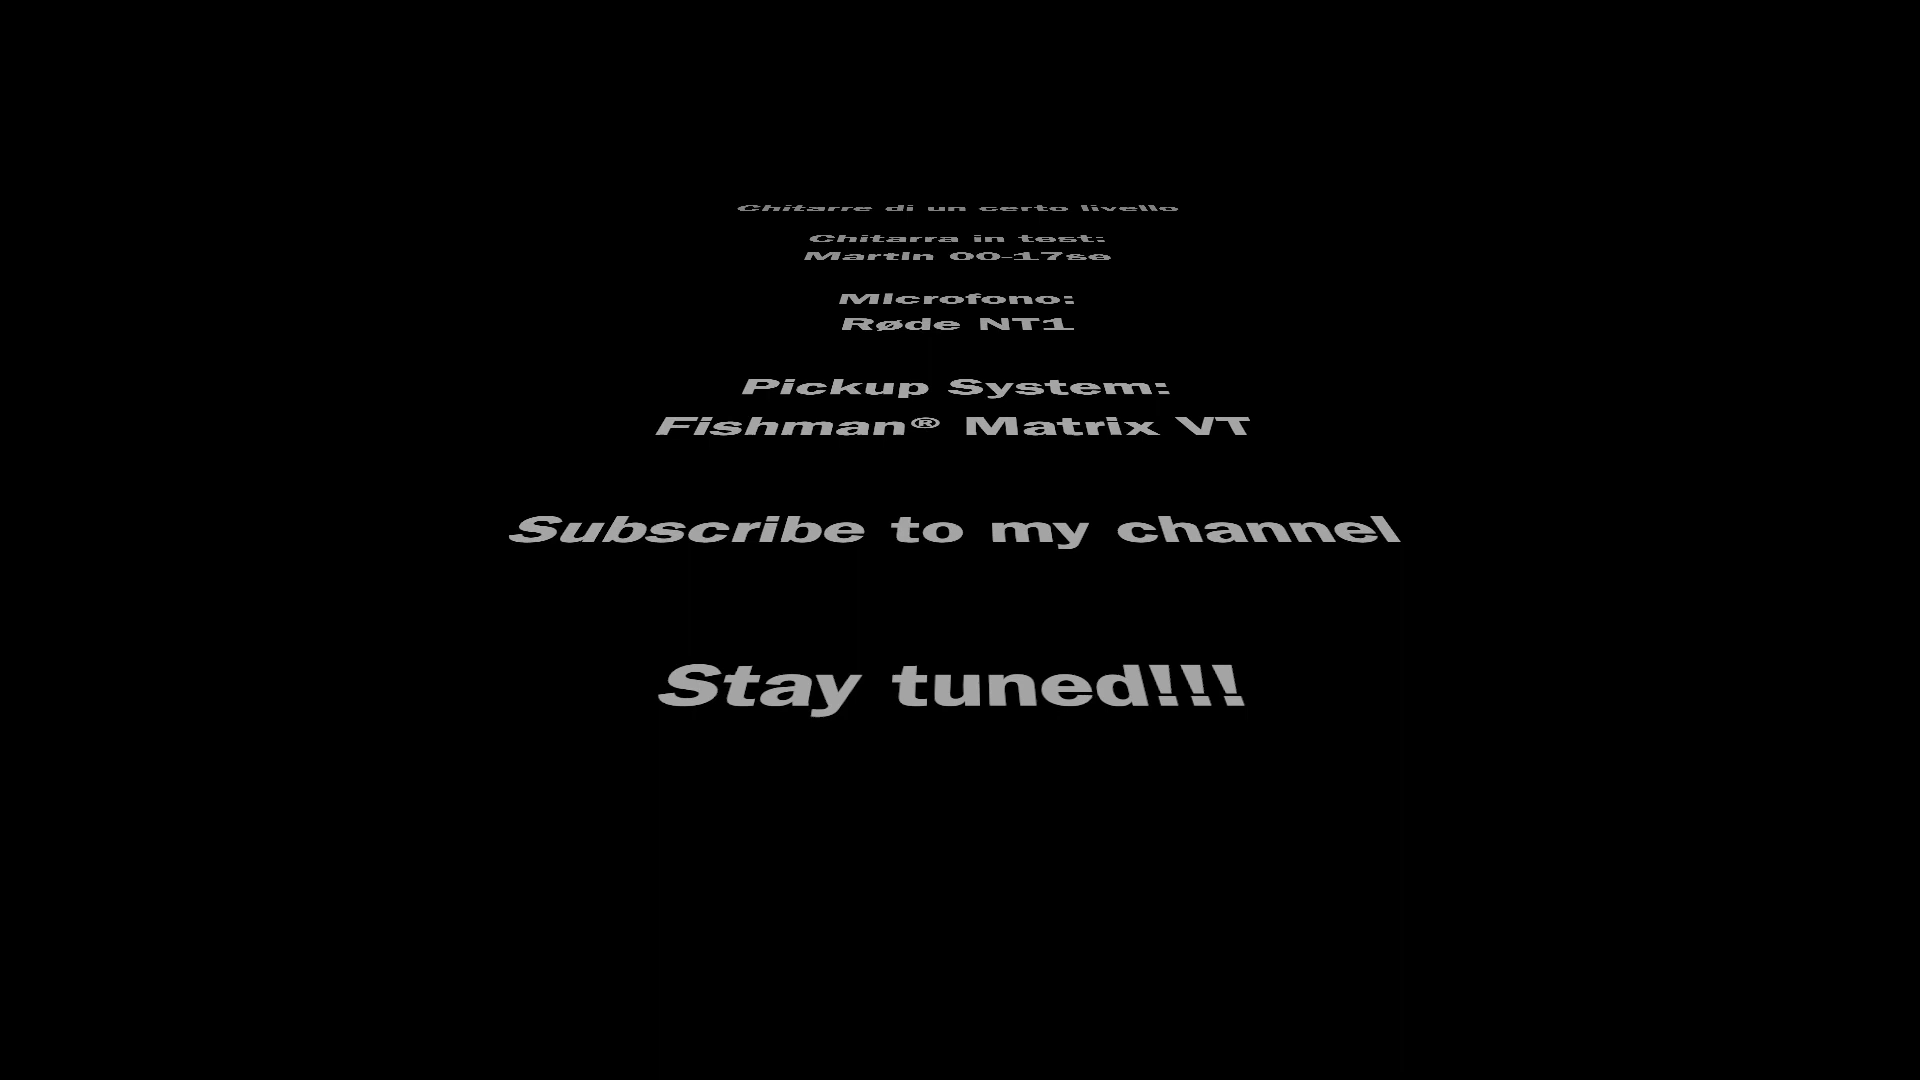 Chitarre di un certo livello
Chitarra in test:
Martin 00-17se
Microfono:
Røde NT1
Pickup System:
Fishman® Matrix VT
Subscribe to my channel
Stay tuned!!!